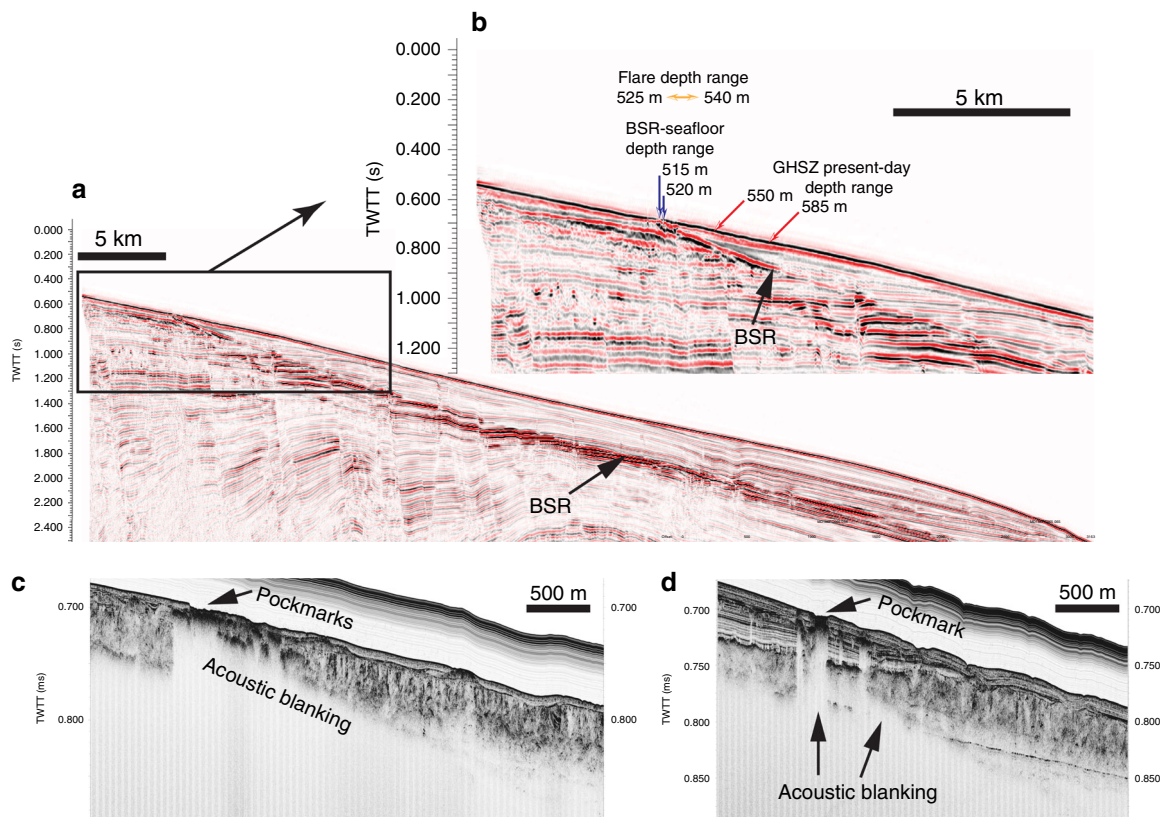 b
0.000
0.200
0.400
0.600
0.800
1.000
1.200
TWTT (s)
Flare depth range
525 m 540 m
5 km
BSR-seafloor
depth range
515 m
520 m
GHSZ present-day
depth range
550 m
585 m
BSR
a
5 km
0.000
0.200
0.400
0.600
0.800
1.000
1.200
1.400
1.600
1.800
2.000
2.200
2.400
TWTT (s)
BSR
c
0.700
0.800
TWTT (ms)
Pockmarks
Acoustic blanking
500 m
0.700
0.800
d
0.700
0.750
0.800
0.850
TWTT (ms)
Pockmark
500 m
Acoustic blanking
0.700
0.750
0.800
0.850